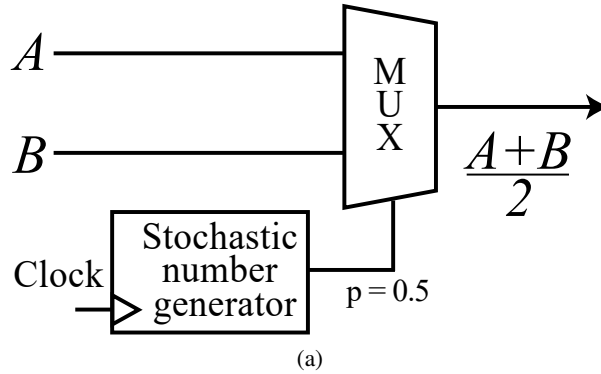 A
B
M
U
X
A+B
2
Stochastic
number
generator
Clock
p = 0.5
(a)